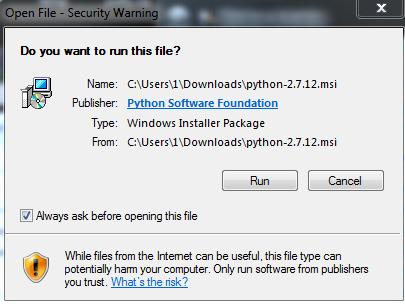 Open File - Security Warning
Do you want to run this file?
Name: C:\Users\1\Downloads\python-2.7.12.msi
Publisher: Python Software Foundation
Type: Windows Installer Package
From: C:\Users\1\Downloads\python-2.7.12.msi
Run Cancel
Always ask before opening this file
While files from the Internet can be useful, this file type can
potentially harm your computer. Only run software from publishers
you trust. What's the risk?